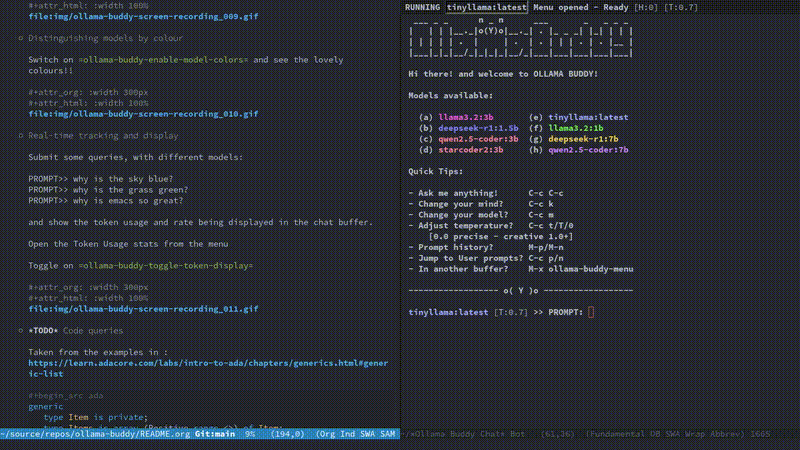 #+attr_html: :width 100%
file:img/ollama-buddy-screen-recording_009.gif
Distinguishing models by colour
Switch on =ollama-buddy-enable-model-colors= and see the lovely
colours!!
#+attr_org: :width 300px
#+attr_html: :width 100%
file:img/ollama-buddy-screen-recording_010.gif
Real-time tracking and display
Submit some queries, with different models:
PROMPT>> why is the sky blue?
PROMPT>> why is the grass green?
PROMPT>> why is emacs so great?
and show the token usage and rate being displayed in the chat buffer.
Open the Token Usage stats from the menu
Toggle on =ollama-buddy-toggle-token-display=
#+attr_org: :width 300px
#+attr_html: :width 100%
file:img/ollama-buddy-screen-recording_011.gif
*TODO* Code queries
Taken from the examples in :
https://learn.adacore.com/labs/intro-to-ada/chapters/generics.html#gener
ic-list
#+begin_src ada
generic
type Item is private;
type Items is array (Positive range <>) of Item;
~/source/repos/ollama-buddy/README.org Git:main 9% (194,0) (Org Ind SWA SAM
RUNNING tinyllama:latest Menu opened - Ready [H:0] [T:0.7]
Hi there! and welcome to OLLAMA BUDDY!
Models available:
(a) llama3.2:3b (e) tinyllama:latest
(b) deepseek-r1:1.5b (f) llama3.2:1b
(c) qwen2.5-coder:3b (g) deepseek-r1:7b
(d) starcoder2:3b (h) qwen2.5-coder:7b
Quick Tips:
- Ask me anything! C-c C-c
- Change your mind? C-c k
- Change your model? C-c m
- Adjust temperature? C-c t/T/0
[0.0 precise - creative 1.0+]
- Prompt history? M-p/M-n
- Jump to User prompts? C-c p/n
- In another buffer? M-x ollama-buddy-menu
------------------ o( Y )o ------------------
tinyllama:latest [T:0.7] >> PROMPT:
~/*Ollama Buddy Chat* Bot (61,36) (Fundamental OB SWA Wrap Abbrev) 1665